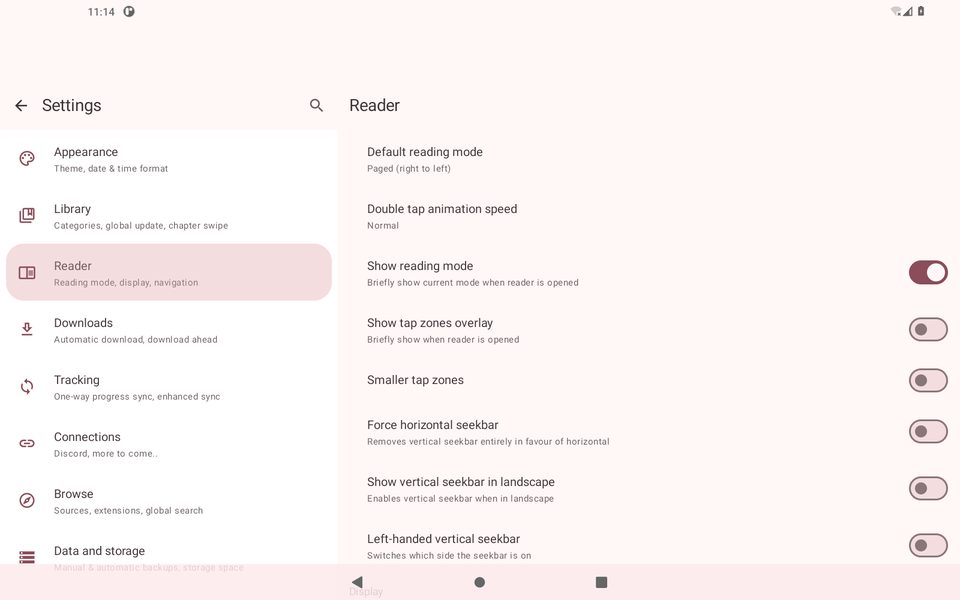 11:14
Settings
Appearance
Theme, date & time format
Library
Categories, global update, chapter swipe
Reader
Reading mode, display, navigation
Downloads
Automatic download, download ahead
Tracking
One-way progress sync, enhanced sync
Connections
Discord, more to come..
Browse
Sources, extensions, global search
Data and storage
Manual & automatic backups, storage space
Reader
Default reading mode
Paged (right to left)
Double tap animation speed
Normal
Show reading mode
Briefly show current mode when reader is opened
Show tap zones overlay
Briefly show when reader is opened
Smaller tap zones
Force horizontal seekbar
Removes vertical seekbar entirely in favour of horizontal
Show vertical seekbar in landscape
Enables vertical seekbar when in landscape
Left-handed vertical seekbar
Switches which side the seekbar is on
Display